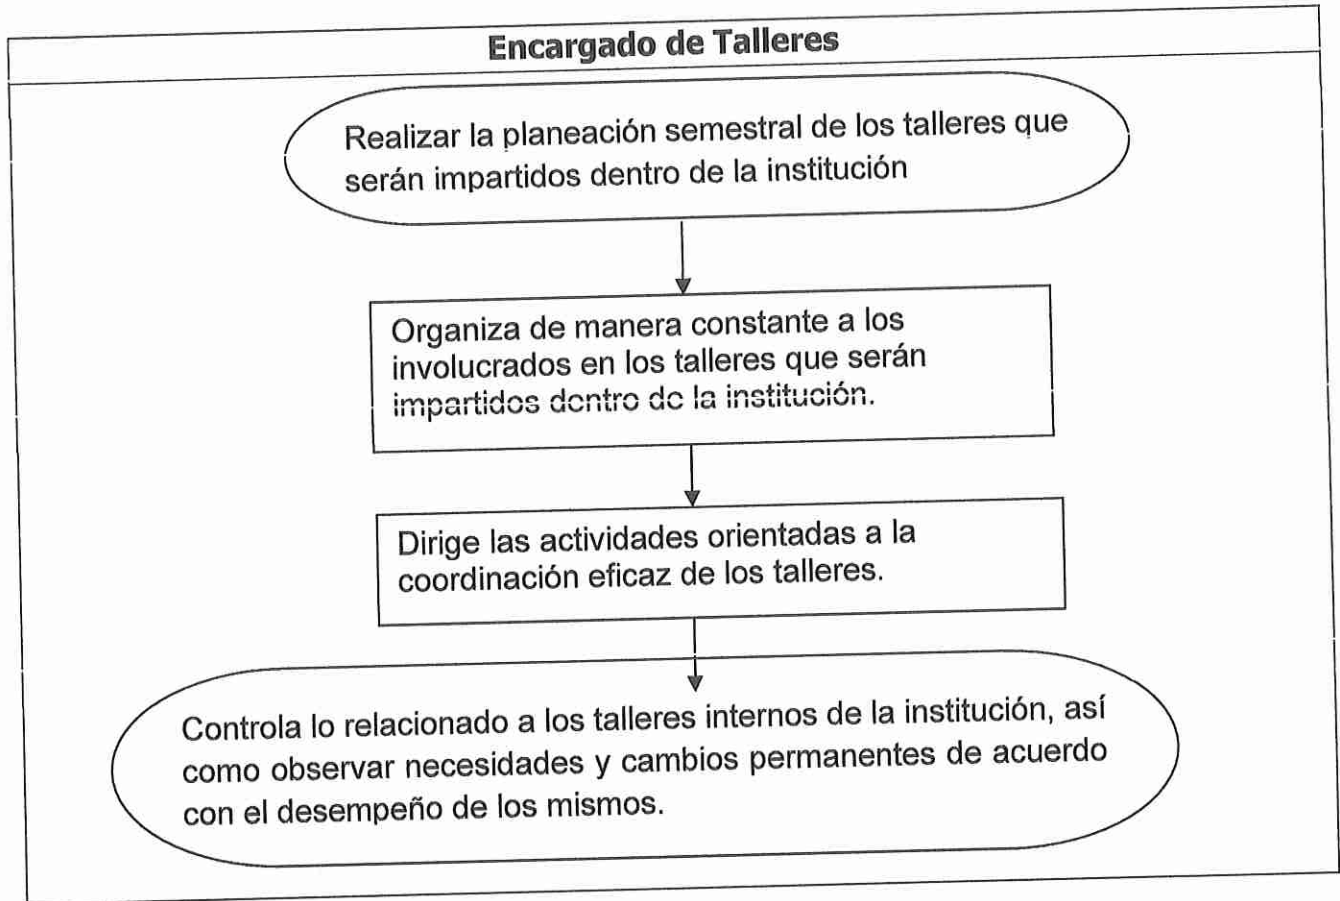 Encargado de Talleres
Realizar la planeación semestral de los talleres que
serán impartidos dentro de la institución
Organiza de manera constante a los
involucrados en los talleres que serán
impartidos dentro de la institución.
Dirige las actividades orientadas a la
coordinación eficaz de los talleres.
Controla lo relacionado a los talleres internos de la institución, así
como observar necesidades y cambios permanentes de acuerdo
con el desempeño de los mismos.